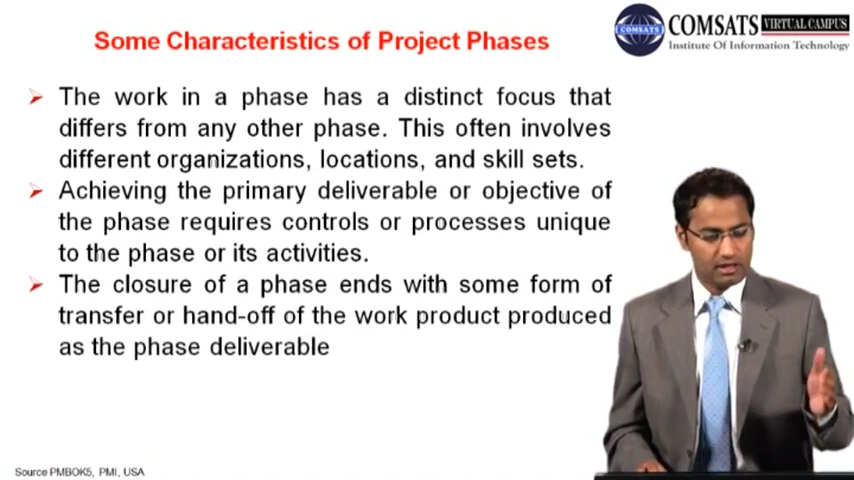 Some Characteristics of Project Phases
COMSATS
COMSATS VIRTUAL CAMPUS
Institute Of Information Technology
➢ The work in a phase has a distinct focus that
differs from any other phase. This often involves
different organizations, locations, and skill sets.
➢ Achieving the primary deliverable or objective of
the phase requires controls or processes unique
to the phase or its activities.
➢ The closure of a phase ends with some form of
transfer or hand-off of the work product produced
as the phase deliverable
Source PMBOK5, PMI, USA